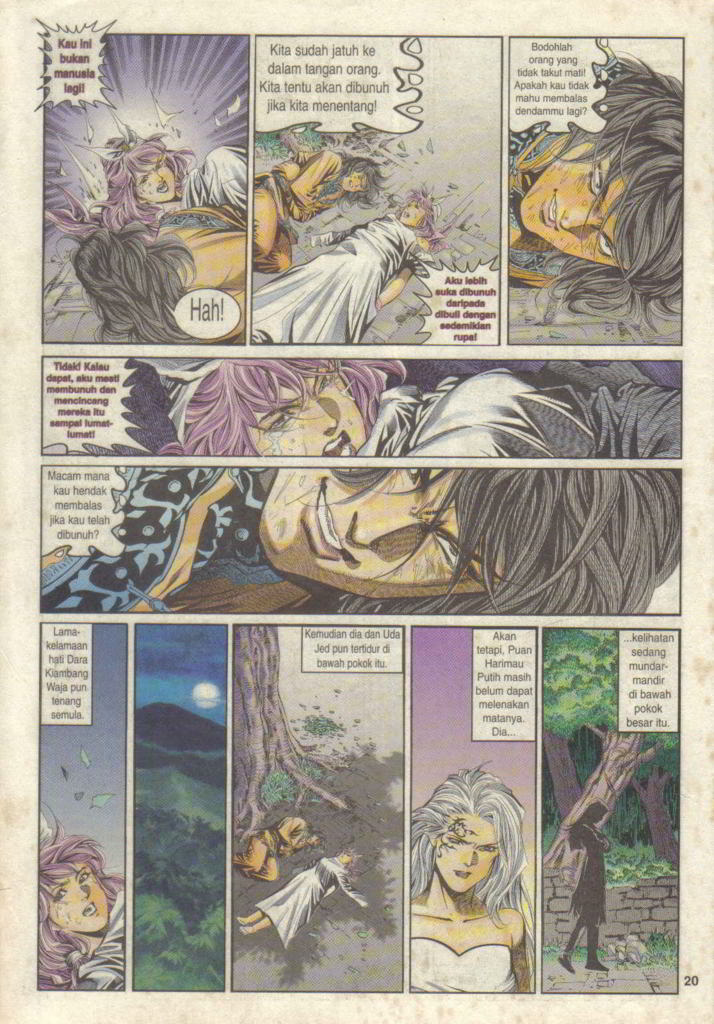 Kau ini
bukan
manusia
lagi!
Hah!
Kita sudah jatuh ke
dalam tangan orang.
Kita tentu akan dibunuh
jika kita menentang!
Aku lebih
suka dibunuh
daripada
dibuli dengan
sedemikian
rupa!
Bodohlah
orang yang
tidak takut mati!
Apakah kau tidak
mahu membalas
dendammu lagi?
Tidak! Kalau
dapat, aku mesti
membunuh dan
mencincang
mereka itu
sampai lumat-
lumat!
Macam mana
kau hendak
membalas
jika kau telah
dibunuh?
Lama-
kelamaan
hati Dara
Kiambang
Waja pun
tenang
semula.
Kemudian dia dan Uda
Jed pun tertidur di
bawah pokok itu.
Akan
tetapi, Puan
Harimau
Putih masih
belum dapat
melenakan
matanya.
Dia...
...kelihatan
sedang
mundar-
mandir
di bawah
pokok
besar itu.
20